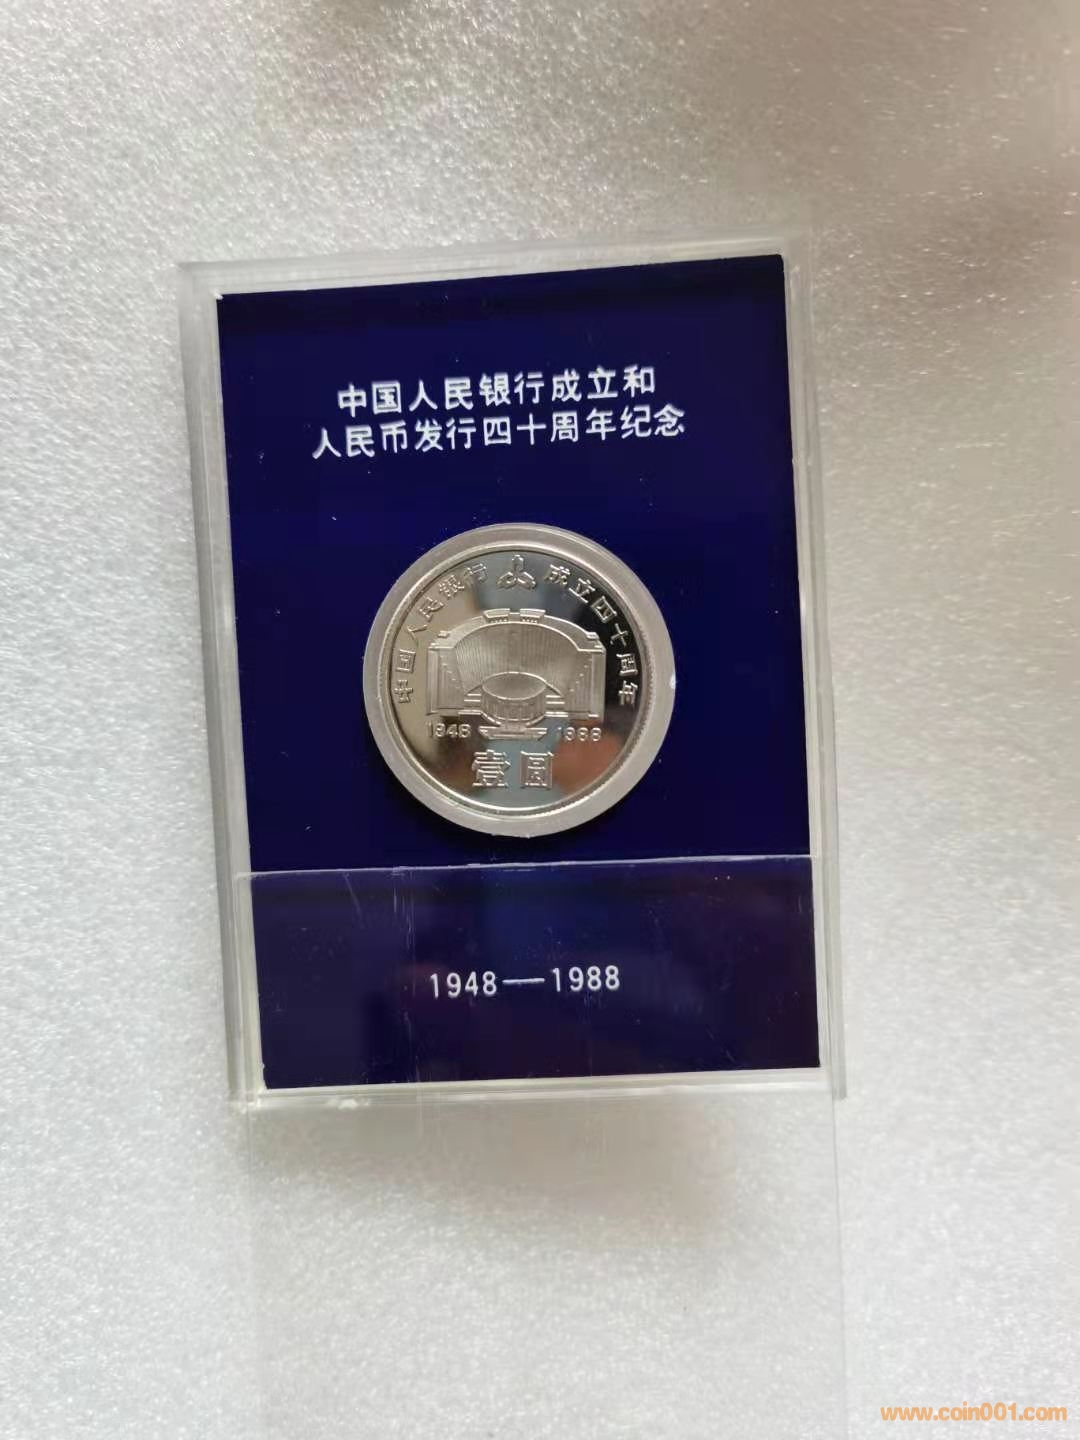 中国人民银行成立和
人民币发行四十周年纪念
中国人民银行 成立四十周年
1948 1988
壹圆
1948—1988
www.coin001.com